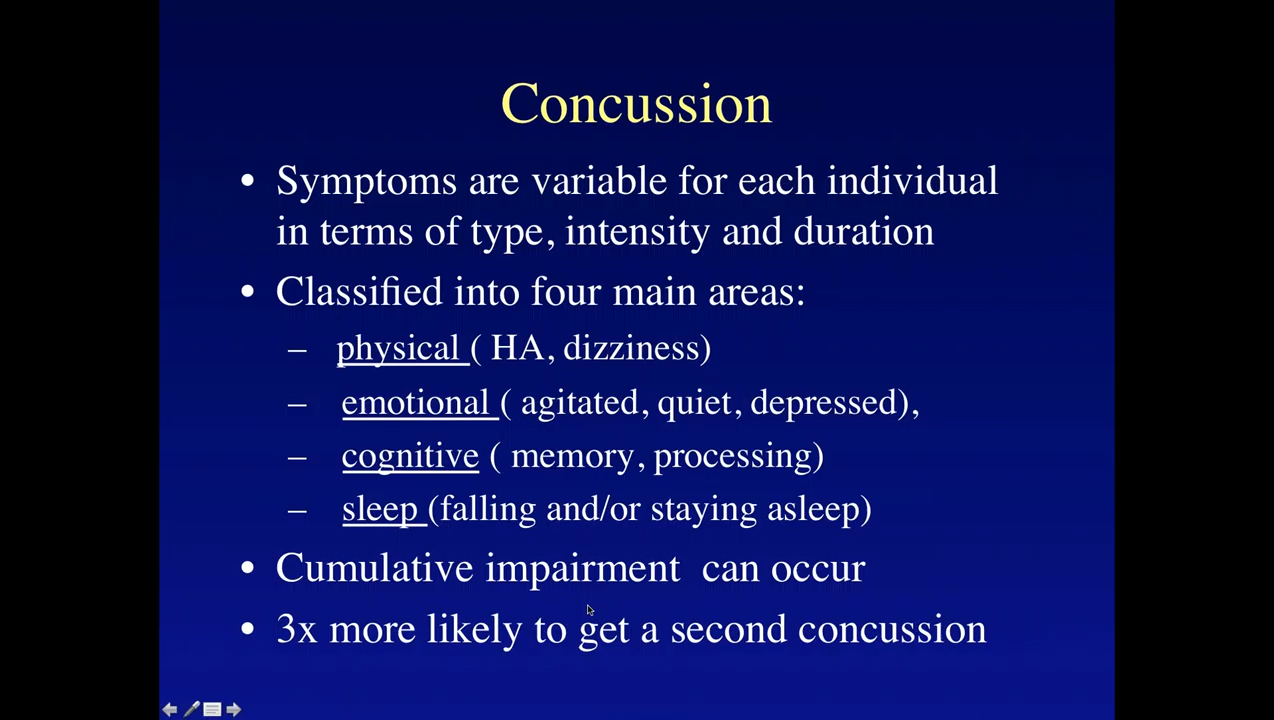 Concussion
• Symptoms are variable for each individual
in terms of type, intensity and duration
• Classified into four main areas:
– physical ( HA, dizziness)
– emotional ( agitated, quiet, depressed),
– cognitive ( memory, processing)
– sleep (falling and/or staying asleep)
• Cumulative impairment  can occur
• 3x more likely to get a second concussion